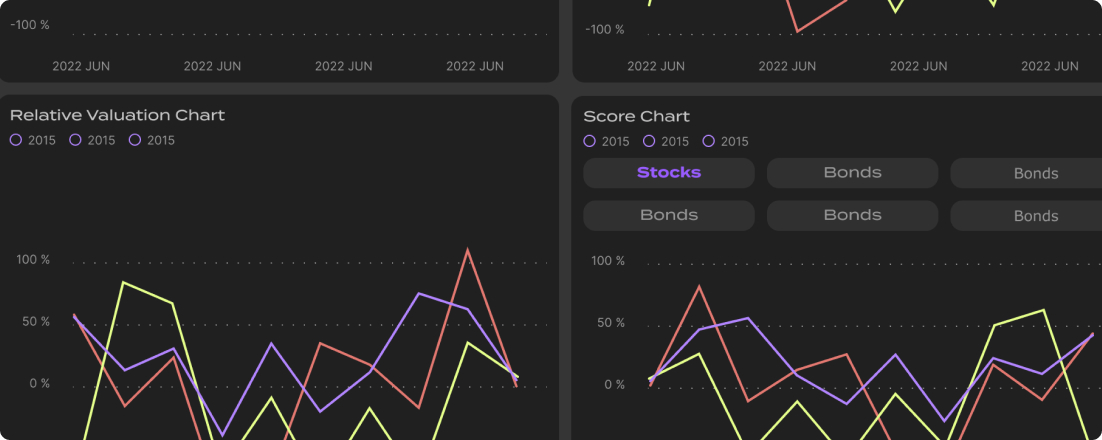 -100 %
2022 JUN 2022 JUN 2022 JUN 2022 JUN
-100 %
2022 JUN 2022 JUN 2022 JUN 2022 JUN
Relative Valuation Chart
2015 2015 2015
100 %
50 %
0 %
Score Chart
2015 2015 2015
Stocks Bonds Bonds
Bonds Bonds Bonds
100 %
50 %
0 %